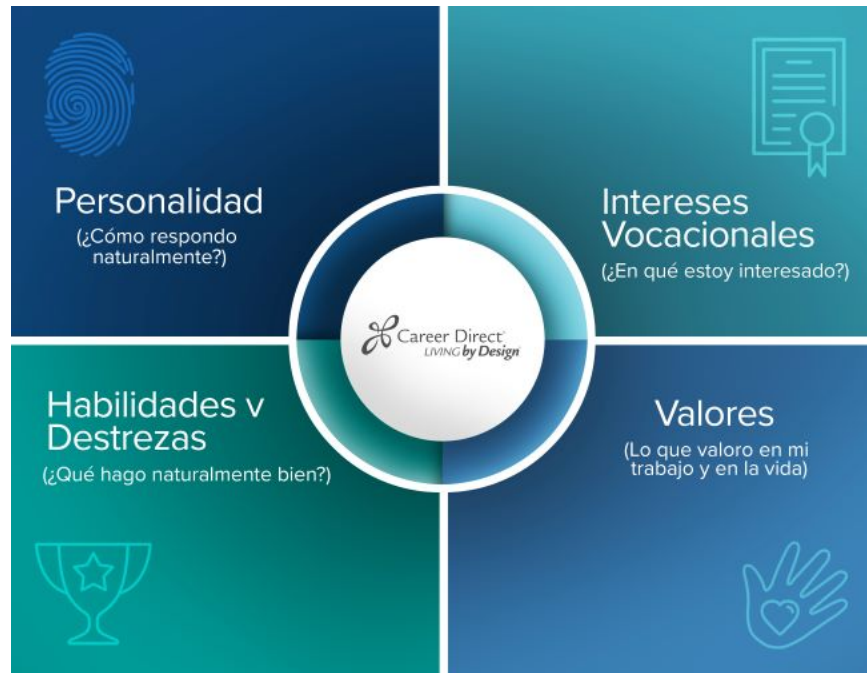 Personalidad
(¿Cómo respondo
naturalmente?)
Intereses
Vocacionales
(¿En qué estoy interesado?)
Career Direct®
LIVING by Design
Habilidades v
Destrezas
(¿Qué hago naturalmente bien?)
Valores
(Lo que valoro en mi
trabajo y en la vida)